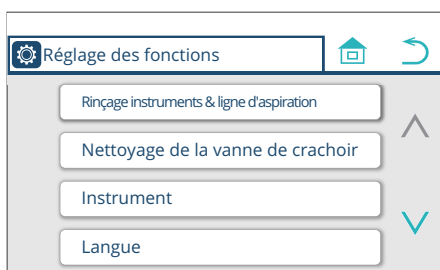 Réglage des fonctions
Rinçage instruments & ligne d'aspiration
Nettoyage de la vanne de crachoir
Instrument
Langue